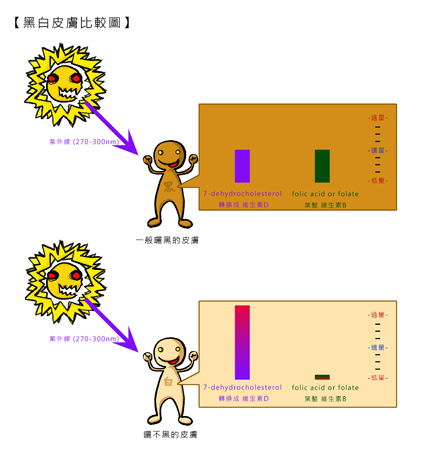 【黑白皮膚比較圖】
紫外線 (270-300nm)
-過量-
-適量-
-低量-
黑
7-dehydrocholesterol
轉換成 維生素D
folic acid or folate
葉酸 維生素B
一般曬黑的皮膚
紫外線 (270-300nm)
-過量-
-適量-
-低量-
白
7-dehydrocholesterol
轉換成 維生素D
folic acid or folate
葉酸 維生素B
曬不黑的皮膚